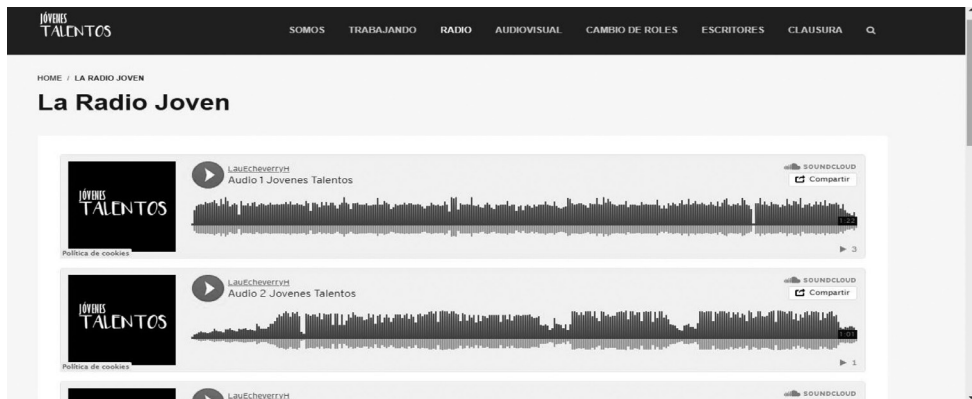 JÓVENES
TALENTOS
SOMOS TRABAJANDO RADIO AUDIOVISUAL CAMBIO DE ROLES ESCRITORES CLAUSURA
HOME / LA RADIO JOVEN
La Radio Joven
JÓVENES
TALENTOS
Política de cookies
LauEcheverryH
Audio 1 Jovenes Talentos
SOUNDCLOUD
Compartir
1:22
3
JÓVENES
TALENTOS
Política de cookies
LauEcheverryH
Audio 2 Jovenes Talentos
SOUNDCLOUD
Compartir
1
LauEcheverryH
SOUNDCLOUD